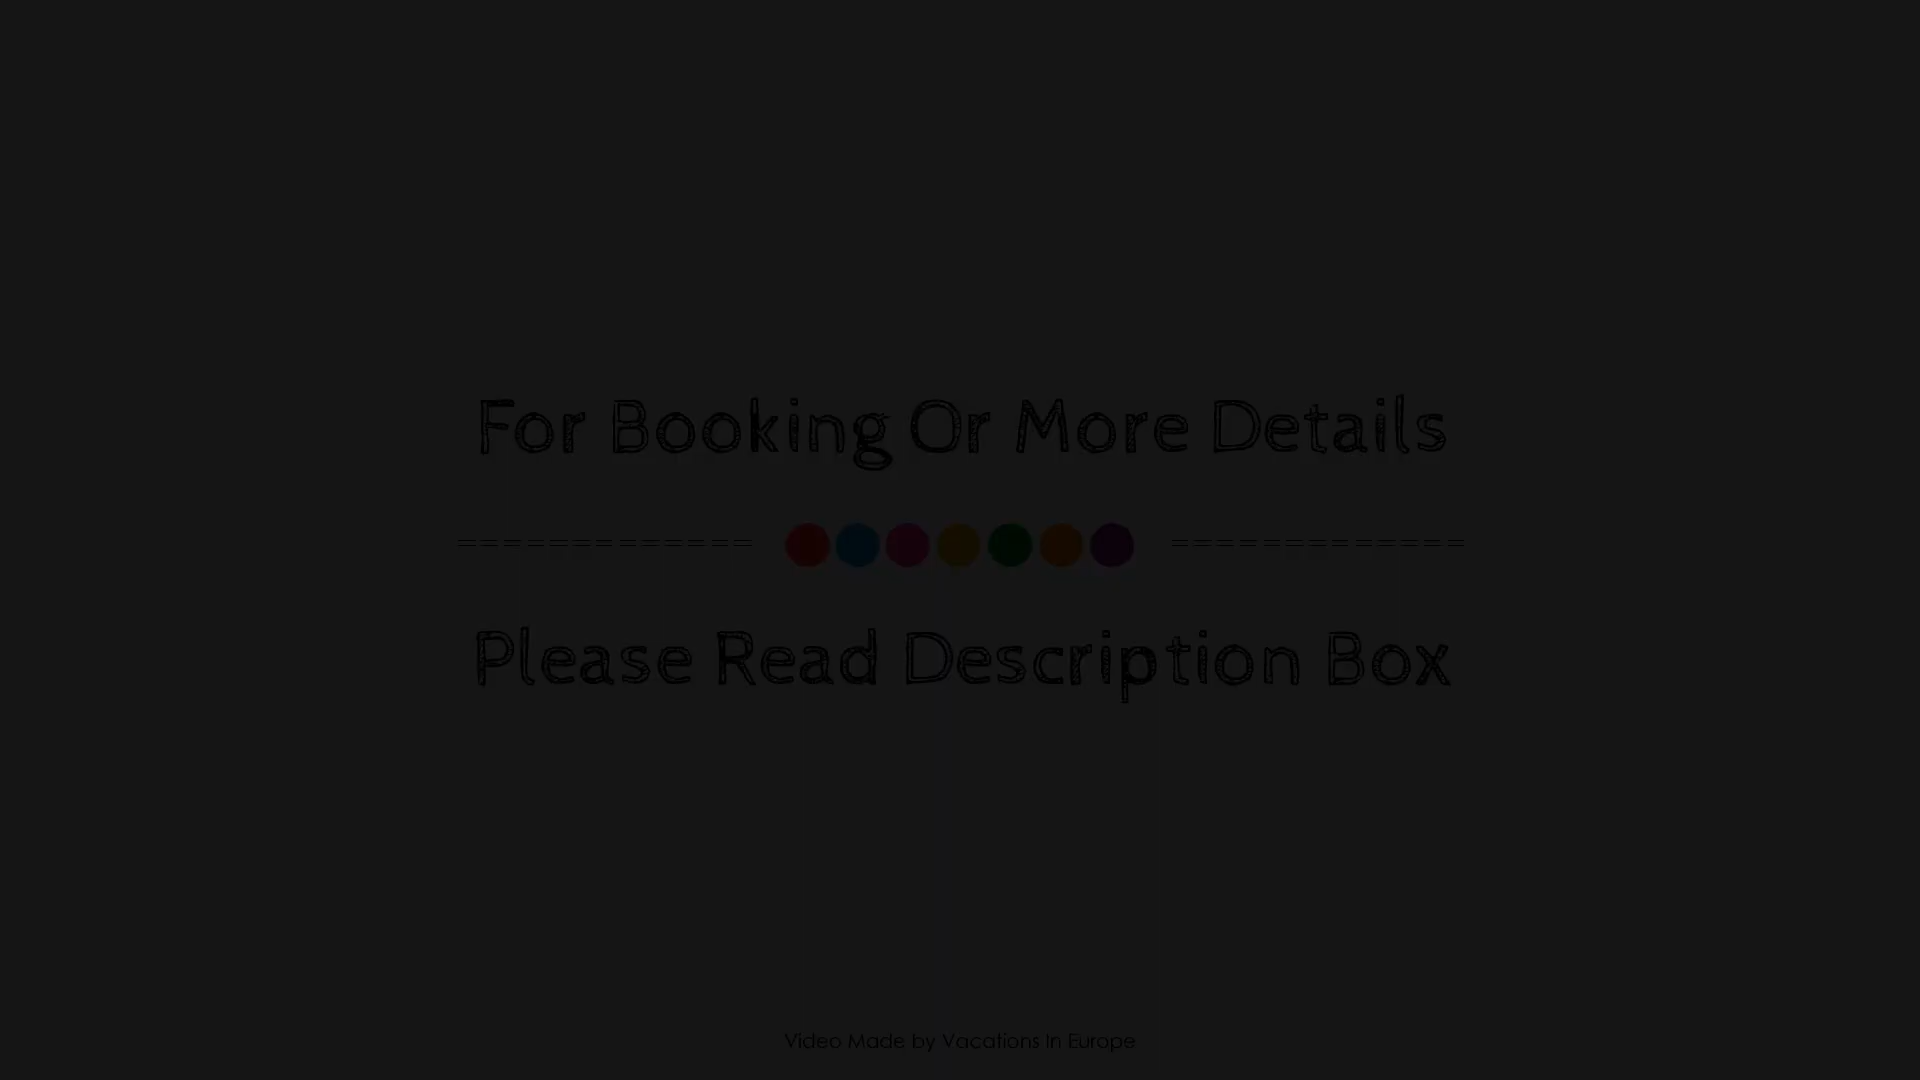 For Booking Or More Details
============= =============
Please Read Description Box
Video Made by Vacations In Europe